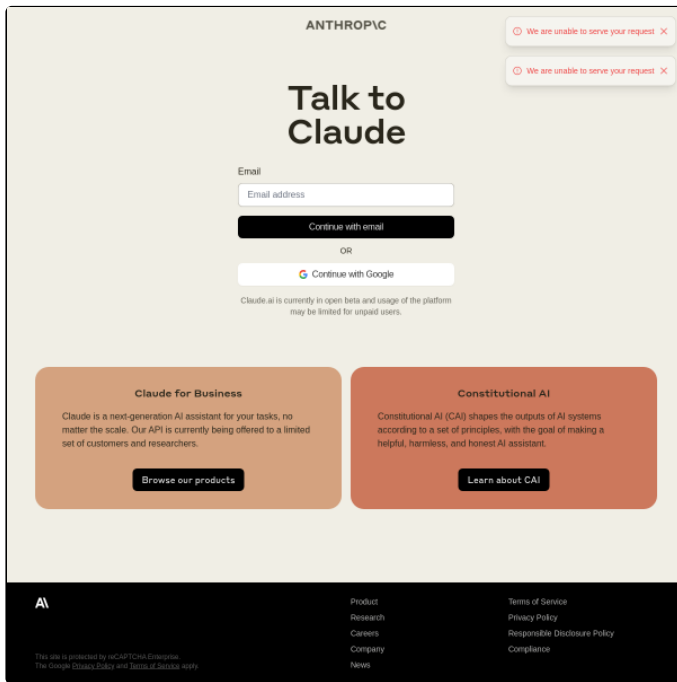 ANTHROP\C
We are unable to serve your request
We are unable to serve your request
Talk to
Claude
Email
Email address
Continue with email
OR
Continue with Google
Claude.ai is currently in open beta and usage of the platform
may be limited for unpaid users.
Claude for Business
Claude is a next-generation AI assistant for your tasks, no
matter the scale. Our API is currently being offered to a limited
set of customers and researchers.
Browse our products
Constitutional AI
Constitutional AI (CAI) shapes the outputs of AI systems
according to a set of principles, with the goal of making a
helpful, harmless, and honest AI assistant.
Learn about CAI
A\
This site is protected by reCAPTCHA Enterprise.
The Google Privacy Policy and Terms of Service apply.
Product
Research
Careers
Company
News
Terms of Service
Privacy Policy
Responsible Disclosure Policy
Compliance